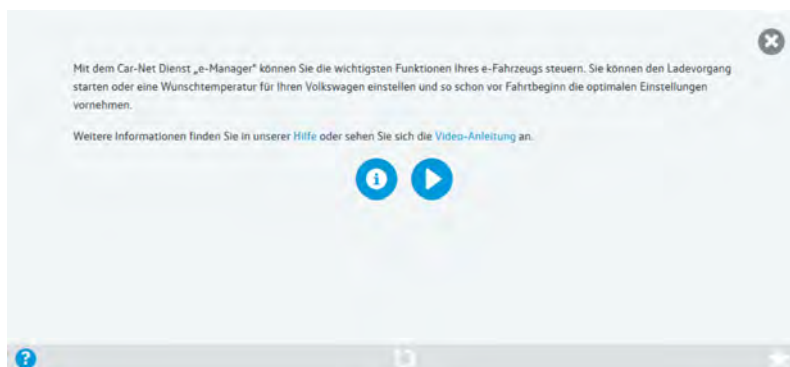 Mit dem Car-Net Dienst „e-Manager" können Sie die wichtigsten Funktionen Ihres e-Fahrzeugs steuern. Sie können den Ladevorgang
starten oder eine Wunschtemperatur für Ihren Volkswagen einstellen und so schon vor Fahrtbeginn die optimalen Einstellungen
vornehmen.
Weitere Informationen finden Sie in unserer Hilfe oder sehen Sie sich die Video-Anleitung an.